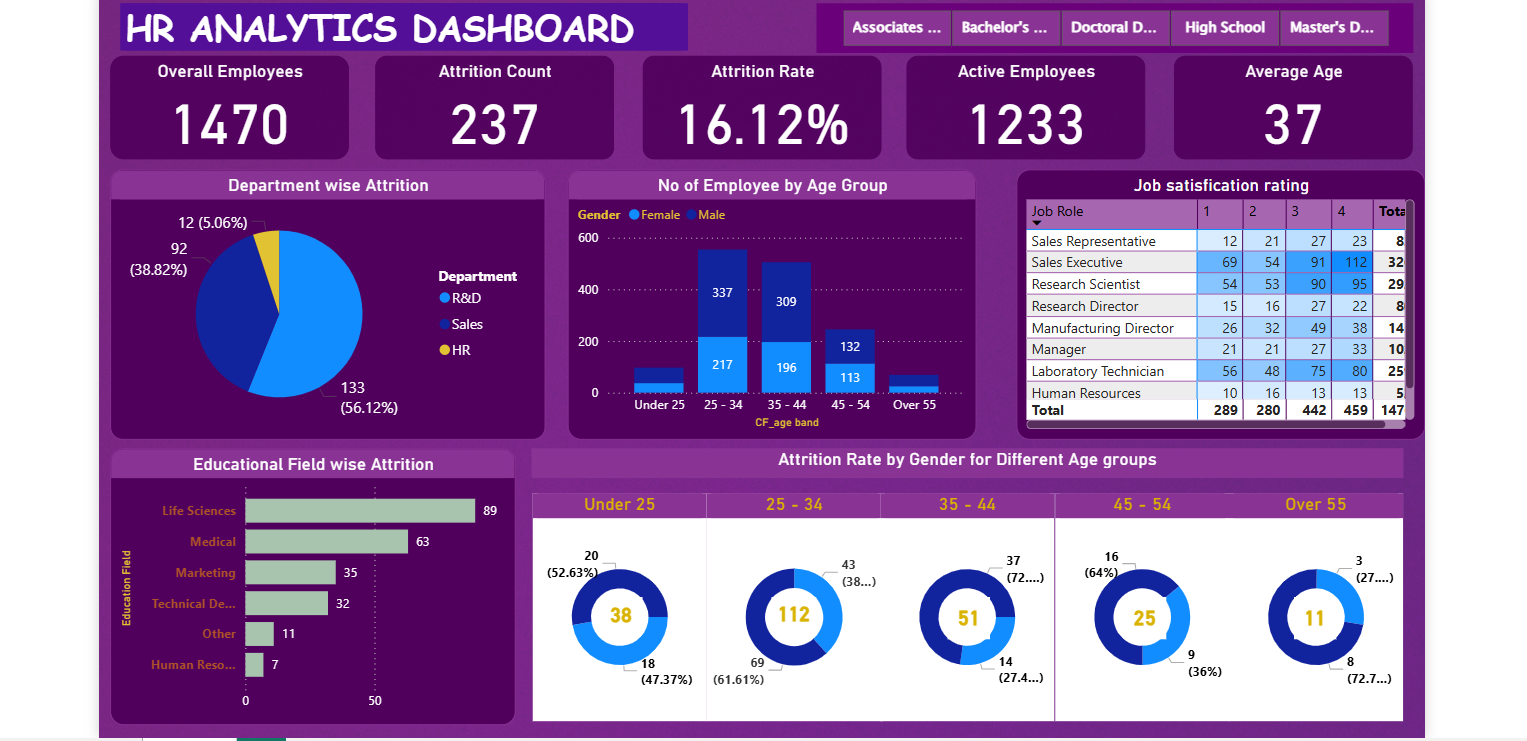 HR ANALYTICS DASHBOARD
Associates ... Bachelor's ... Doctoral D... High School Master's D...
Overall Employees
1470
Attrition Count
237
Attrition Rate
16.12%
Active Employees
1233
Average Age
37
Department wise Attrition
12 (5.06%)
92
(38.82%)
133
(56.12%)
Department
R&D
Sales
HR
No of Employee by Age Group
Gender Female Male
600
400
200
0
337
217
309
196
132
113
Under 25 25 - 34 35 - 44 45 - 54 Over 55
CF_age band
Job satisfication rating
Job Role 1 2 3 4 Tota
Sales Representative 12 21 27 23 8
Sales Executive 69 54 91 112 32
Research Scientist 54 53 90 95 29
Research Director 15 16 27 22 8
Manufacturing Director 26 32 49 38 14
Manager 21 21 27 33 10
Laboratory Technician 56 48 75 80 25
Human Resources 10 16 13 13 5
Total 289 280 442 459 147
Educational Field wise Attrition
Education Field
Life Sciences 89
Medical 63
Marketing 35
Technical De... 32
Other 11
Human Reso... 7
0 50
Attrition Rate by Gender for Different Age groups
Under 25 25 - 34 35 - 44 45 - 54 Over 55
20
(52.63%)
38
18
(47.37%)
43
(38...)
112
69
(61.61%)
37
(72....)
51
14
(27.4...)
16
(64%)
25
9
(36%)
3
(27....)
11
8
(72.7...)